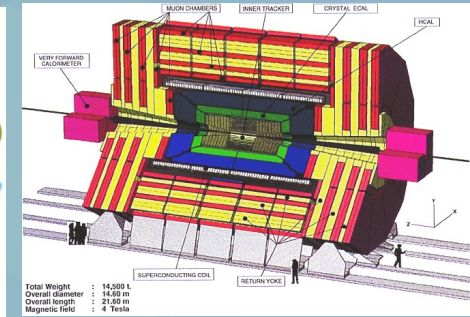 MUON CHAMBERS
INNER TRACKER
CRYSTAL ECAL
HCAL
VERY FORWARD
CALORIMETER
Y
X
Z
SUPERCONDUCTING COIL
RETURN YOKE
Total Weight : 14,500 t.
Overall diameter : 14.60 m
Overall length : 21.60 m
Magnetic field : 4 Tesla